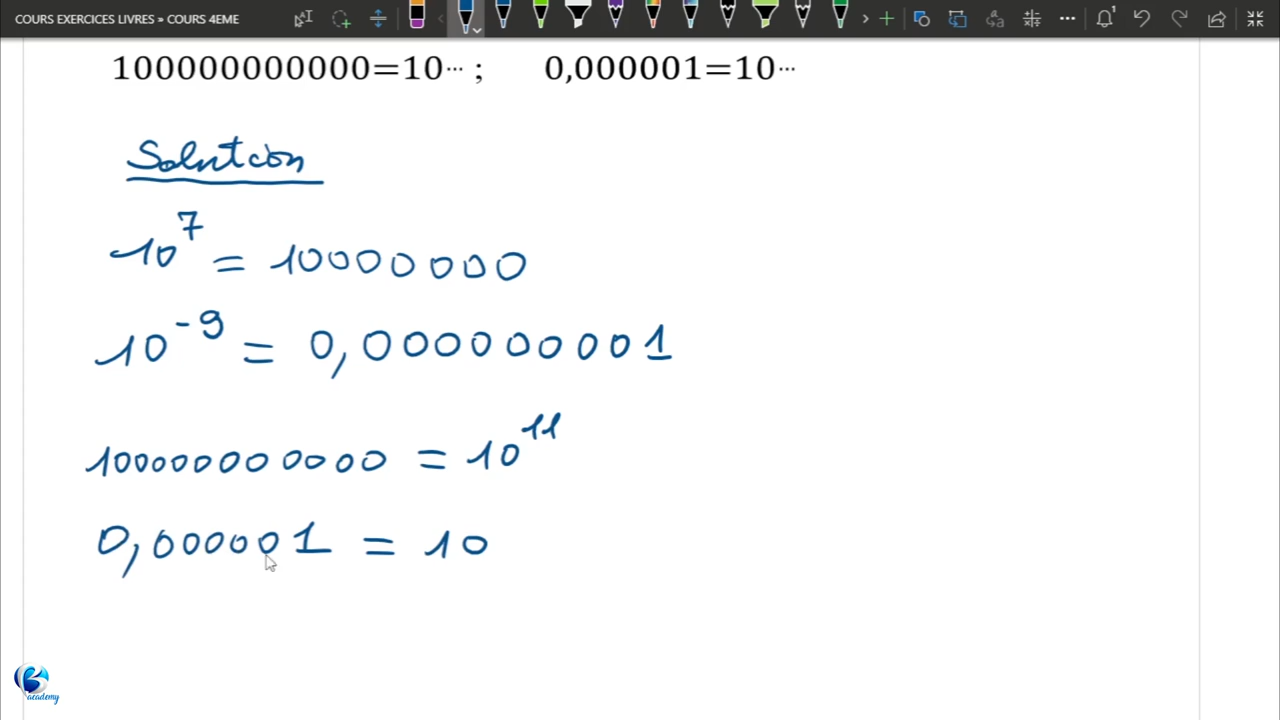 COURS EXERCICES LIVRES » COURS 4EME
100000000000=10··· ; 0,000001=10···
Solution
10⁷ = 10000000
10⁻⁹ = 0,000000001
100000000000 = 10¹¹
0,000001 = 10
academy